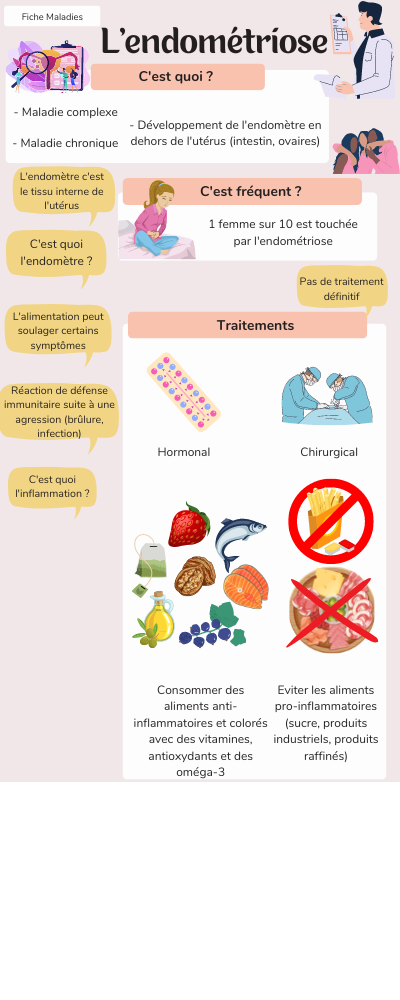 Fiche Maladies
L'endométriose
C'est quoi ?
- Maladie complexe
- Maladie chronique
- Développement de l'endomètre en
dehors de l'utérus (intestin, ovaires)
L'endomètre c'est
le tissu interne de
l'utérus
C'est quoi
l'endomètre ?
C'est fréquent ?
1 femme sur 10 est touchée
par l'endométriose
Pas de traitement
définitif
L'alimentation peut
soulager certains
symptômes
Réaction de défense
immunitaire suite à une
agression (brûlure,
infection)
C'est quoi
l'inflammation ?
Traitements
Hormonal
Chirurgical
Consommer des
aliments anti-
inflammatoires et colorés
avec des vitamines,
antioxydants et des
oméga-3
Eviter les aliments
pro-inflammatoires
(sucre, produits
industriels, produits
raffinés)